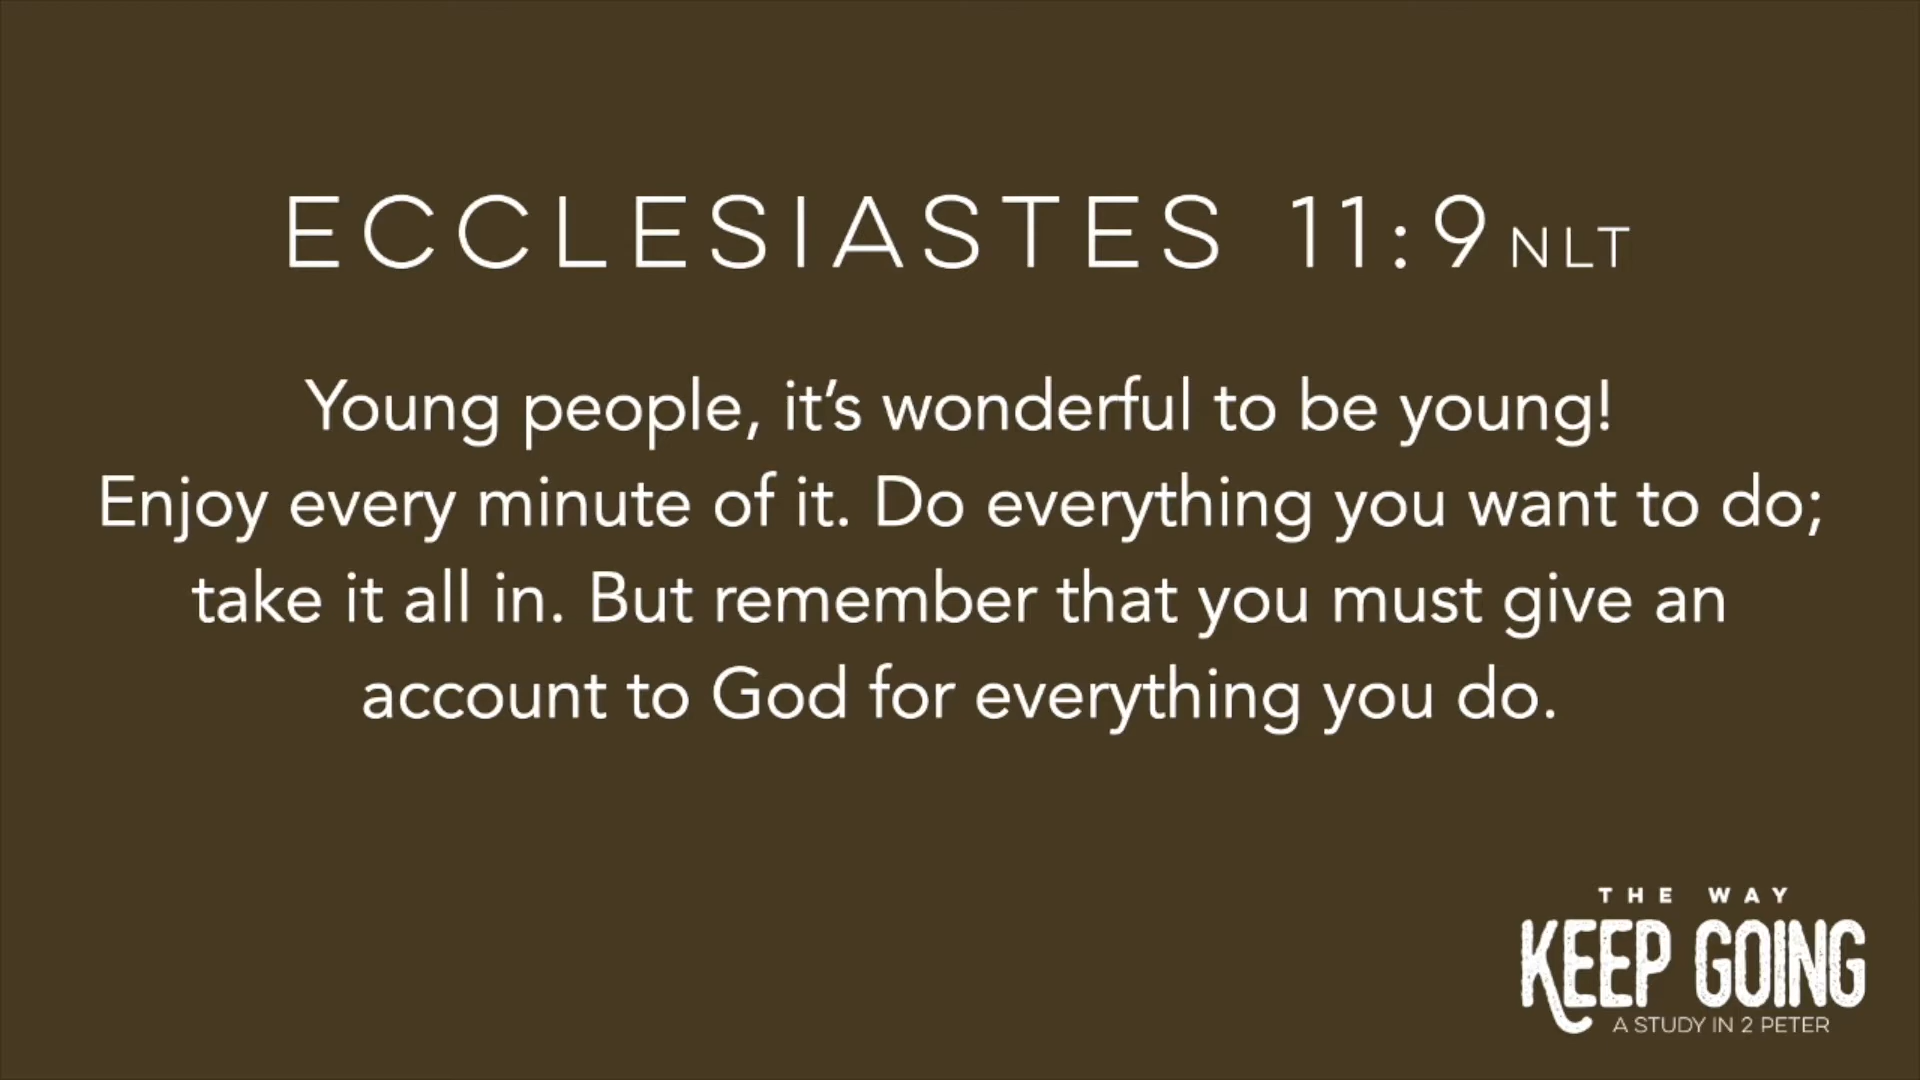 ECCLESIASTES 11:9 NLT
Young people, it’s wonderful to be young!
Enjoy every minute of it. Do everything you want to do;
take it all in. But remember that you must give an
account to God for everything you do.
THE WAY
KEEP GOING
A STUDY IN 2 PETER